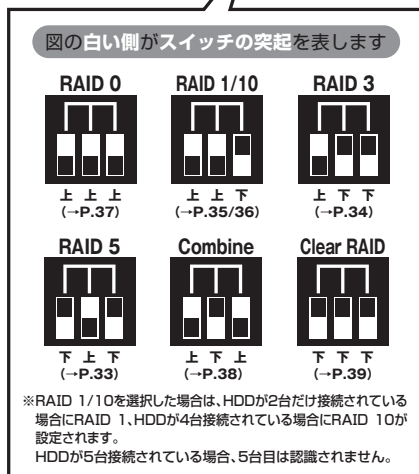 図の白い側がスイッチの突起を表します
RAID 0 RAID 1/10 RAID 3
上 上 上 上 上 下 上 下 下
(→P.37) (→P.35/36) (→P.34)
RAID 5 Combine Clear RAID
下 上 下 上 下 上 下 下 下
(→P.33) (→P.38) (→P.39)
※RAID 1/10を選択した場合は、HDDが2台だけ接続されている
場合にRAID 1、HDDが4台接続されている場合にRAID 10が
設定されます。
HDDが5台接続されている場合、5台目は認識されません。